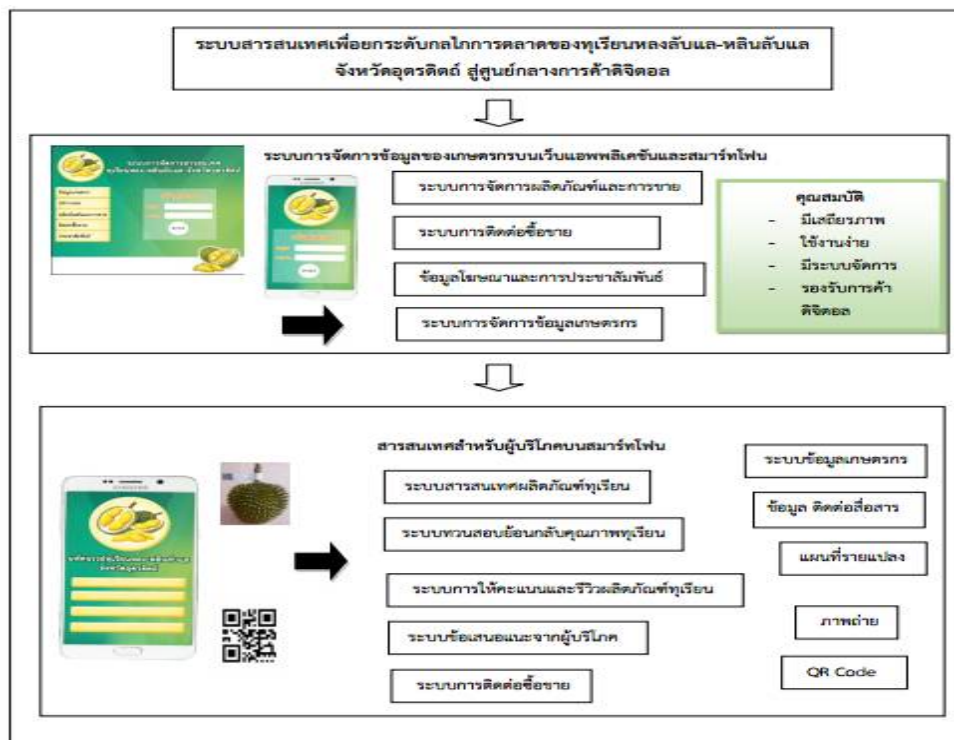 ระบบสารสนเทศเพื่อยกระดับกลไกการตลาดของทุเรียนหลงลับแล-หลินลับแล
จังหวัดอุตรดิตถ์ สู่ศูนย์กลางการค้าดิจิตอล
ระบบการจัดการข้อมูลของเกษตรกรบนเว็บแอพพลิเคชันและสมาร์ทโฟน
ระบบการจัดการผลิตภัณฑ์และการขาย
ระบบการติดต่อซื้อขาย
ข้อมูลโฆษณาและการประชาสัมพันธ์
ระบบการจัดการข้อมูลเกษตรกร
คุณสมบัติ
- มีเสถียรภาพ
- ใช้งานง่าย
- มีระบบจัดการ
- รองรับการค้า
ดิจิตอล
สารสนเทศสำหรับผู้บริโภคบนสมาร์ทโฟน
ระบบสารสนเทศผลิตภัณฑ์ทุเรียน
ระบบทวนสอบย้อนกลับคุณภาพทุเรียน
ระบบการให้คะแนนและรีวิวผลิตภัณฑ์ทุเรียน
ระบบข้อเสนอแนะจากผู้บริโภค
ระบบการติดต่อซื้อขาย
ระบบข้อมูลเกษตรกร
ข้อมูล ติดต่อสื่อสาร
แผนที่รายแปลง
ภาพถ่าย
QR Code